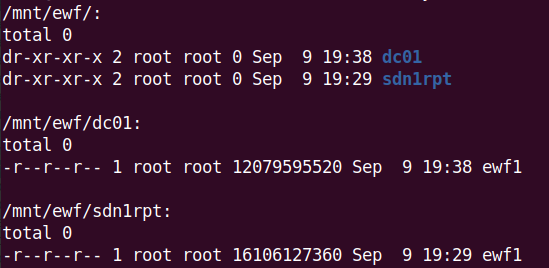 /mnt/ewf/:
total 0
dr-xr-xr-x 2 root root 0 Sep  9 19:38 dc01
dr-xr-xr-x 2 root root 0 Sep  9 19:29 sdn1rpt

/mnt/ewf/dc01:
total 0
-r--r--r-- 1 root root 12079595520 Sep  9 19:38 ewf1

/mnt/ewf/sdn1rpt:
total 0
-r--r--r-- 1 root root 16106127360 Sep  9 19:29 ewf1